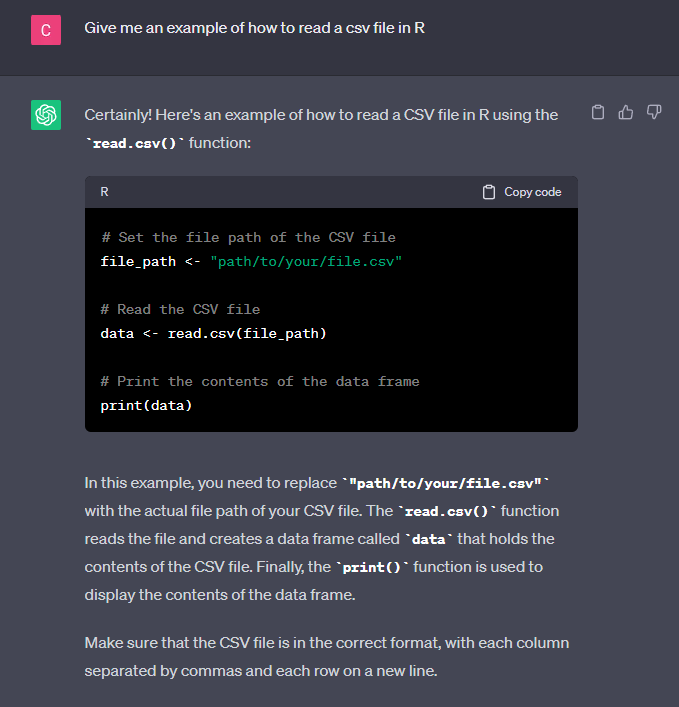 C
Give me an example of how to read a csv file in R
Certainly! Here's an example of how to read a CSV file in R using the
`read.csv()` function:
R
Copy code
# Set the file path of the CSV file
file_path <- "path/to/your/file.csv"
# Read the CSV file
data <- read.csv(file_path)
# Print the contents of the data frame
print(data)
In this example, you need to replace `"path/to/your/file.csv"`
with the actual file path of your CSV file. The `read.csv()` function
reads the file and creates a data frame called `data` that holds the
contents of the CSV file. Finally, the `print()` function is used to
display the contents of the data frame.
Make sure that the CSV file is in the correct format, with each column
separated by commas and each row on a new line.